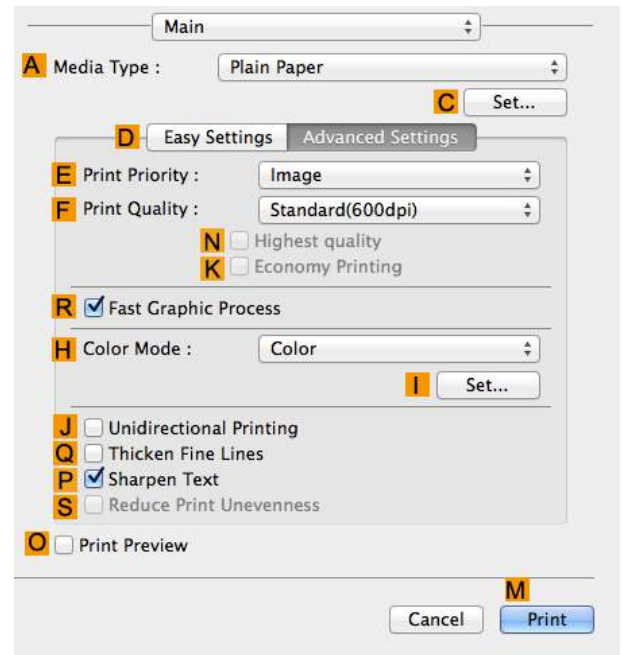 Main
A Media Type : Plain Paper
C Set...
D Easy Settings Advanced Settings
E Print Priority : Image
F Print Quality : Standard(600dpi)
N Highest quality
K Economy Printing
R Fast Graphic Process
H Color Mode : Color
I Set...
J Unidirectional Printing
Q Thicken Fine Lines
P Sharpen Text
S Reduce Print Unevenness
O Print Preview
M
Cancel Print